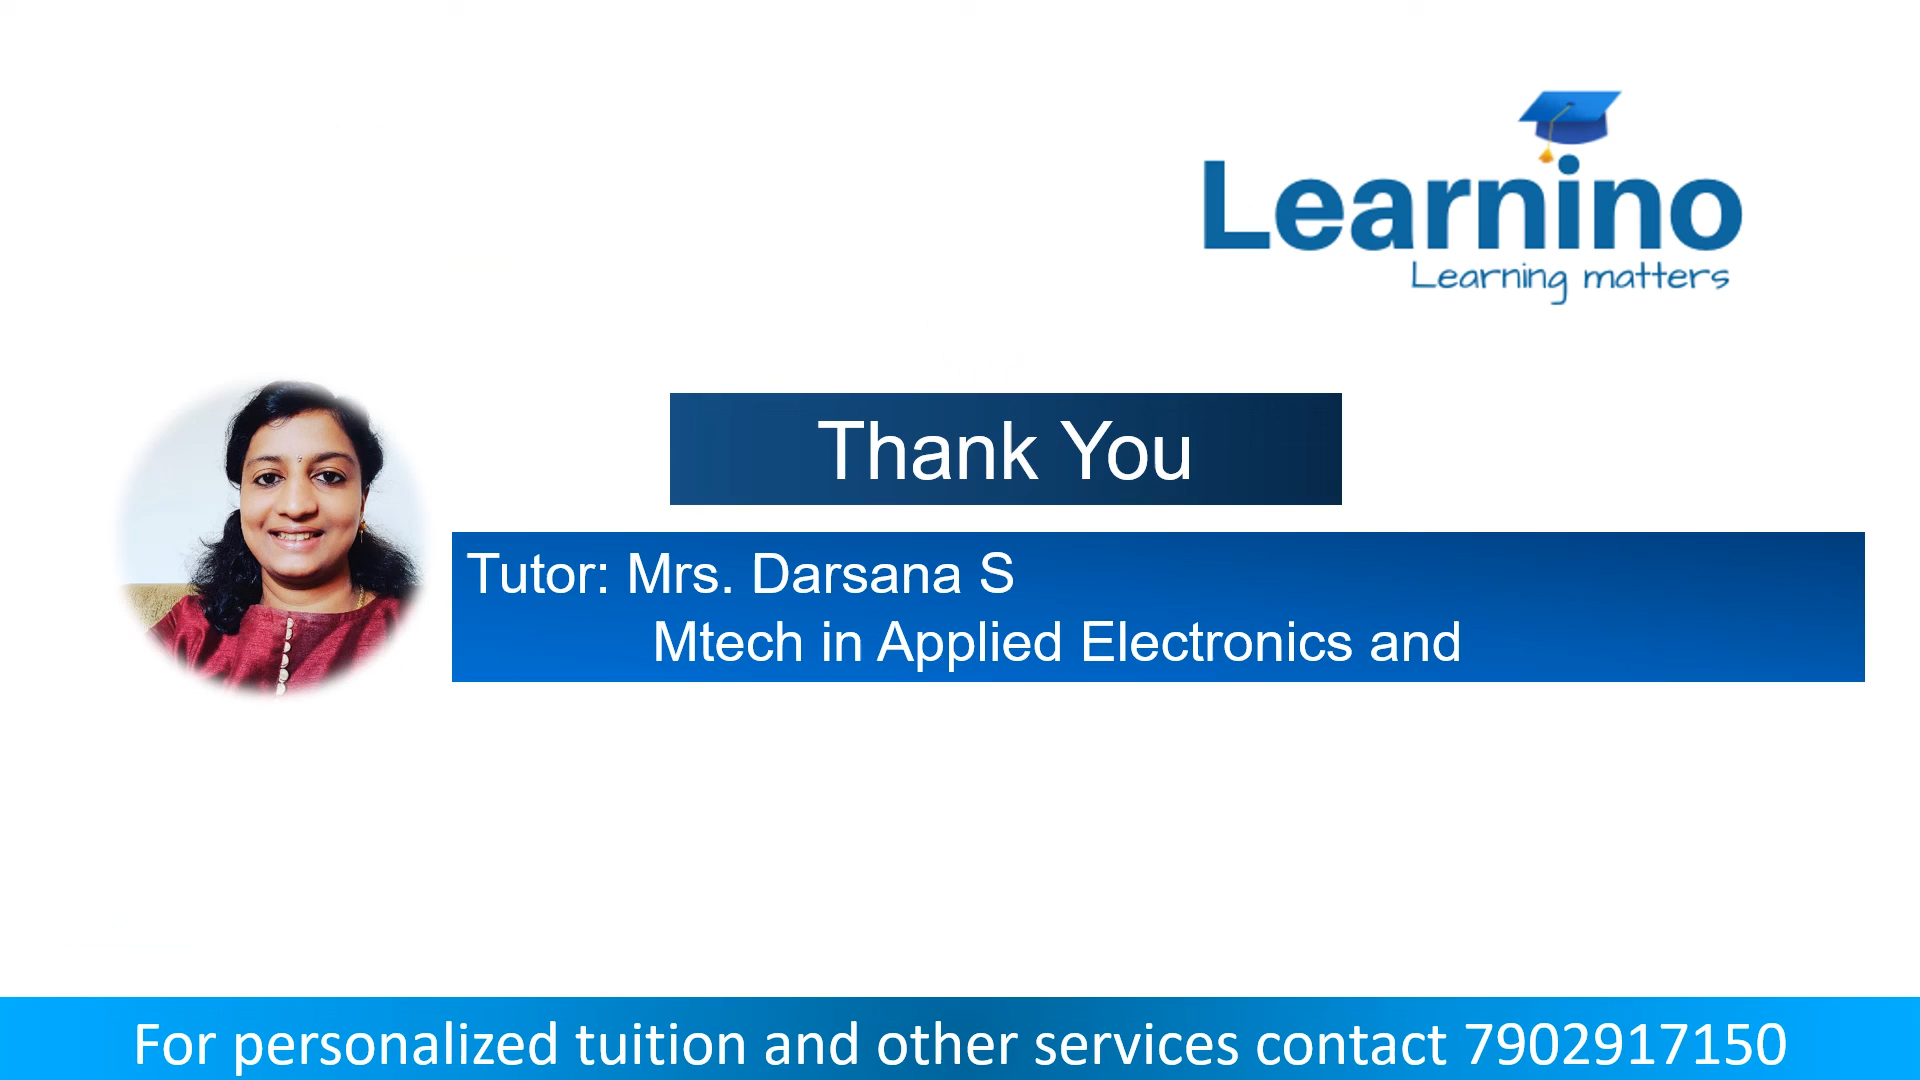 Learnino
Learning matters
Thank You
Tutor: Mrs. Darsana S
Mtech in Applied Electronics and
For personalized tuition and other services contact 7902917150